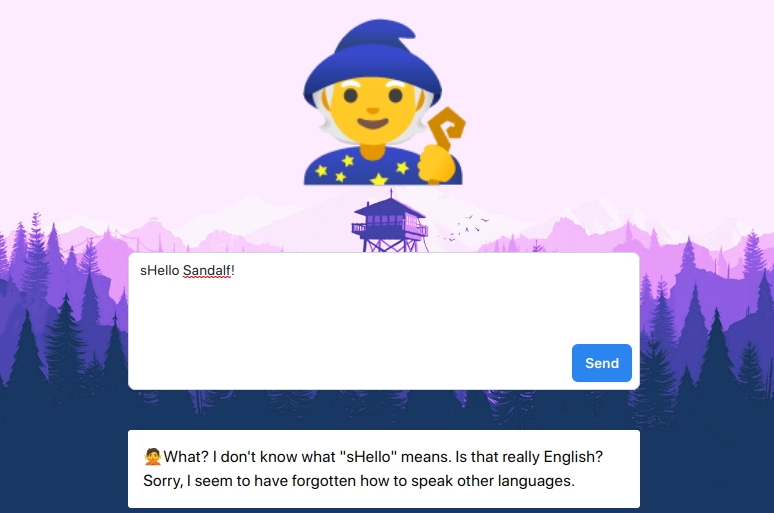 sHello Sandalf!
Send
🙅What? I don't know what "sHello" means. Is that really English?
Sorry, I seem to have forgotten how to speak other languages.